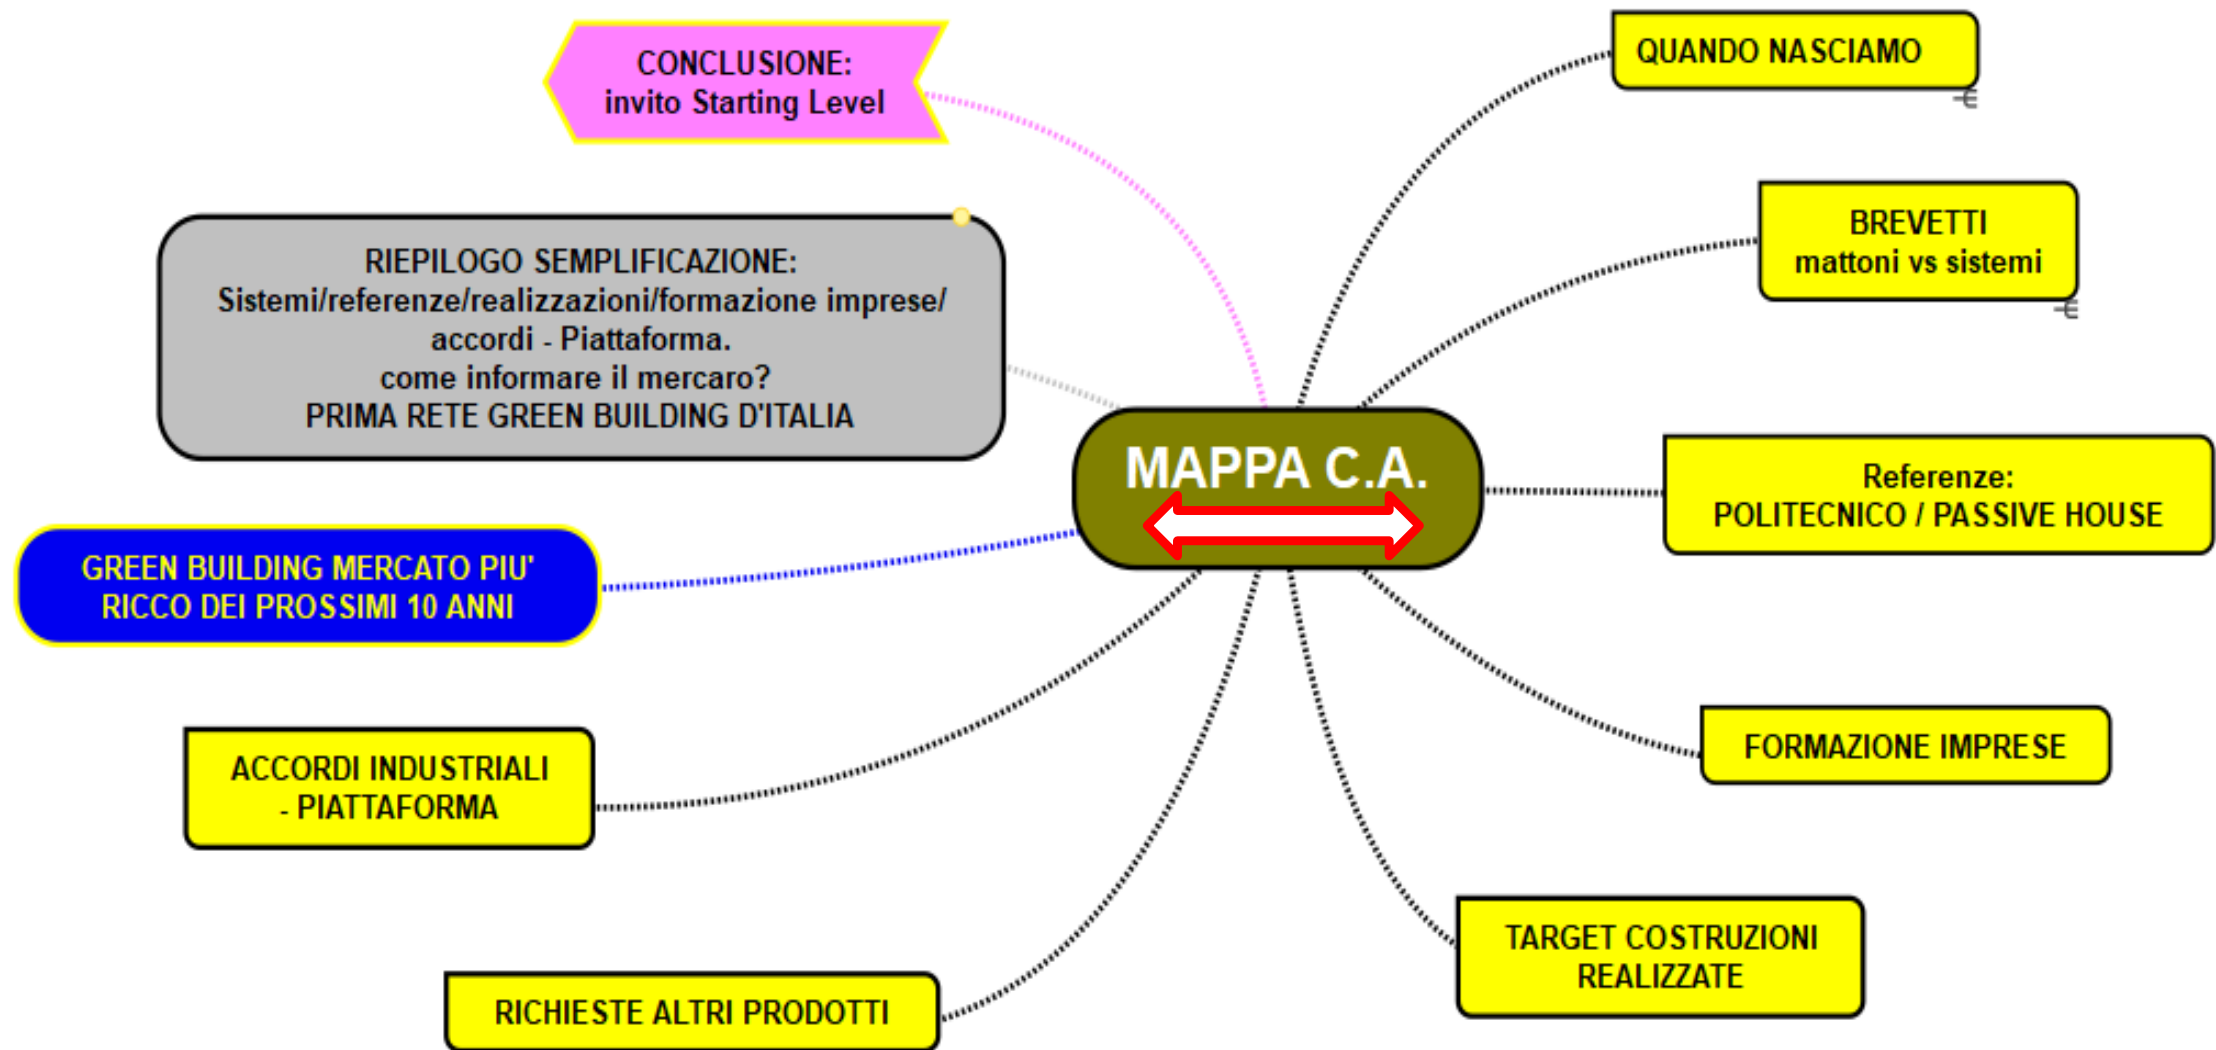 CONCLUSIONE:
invito Starting Level
QUANDO NASCIAMO
BREVETTI
mattoni vs sistemi
RIEPILOGO SEMPLIFICAZIONE:
Sistemi/referenze/realizzazioni/formazione imprese/
accordi - Piattaforma.
come informare il mercaro?
PRIMA RETE GREEN BUILDING D'ITALIA
MAPPA C.A.
Referenze:
POLITECNICO / PASSIVE HOUSE
GREEN BUILDING MERCATO PIU'
RICCO DEI PROSSIMI 10 ANNI
FORMAZIONE IMPRESE
ACCORDI INDUSTRIALI
- PIATTAFORMA
TARGET COSTRUZIONI
REALIZZATE
RICHIESTE ALTRI PRODOTTI